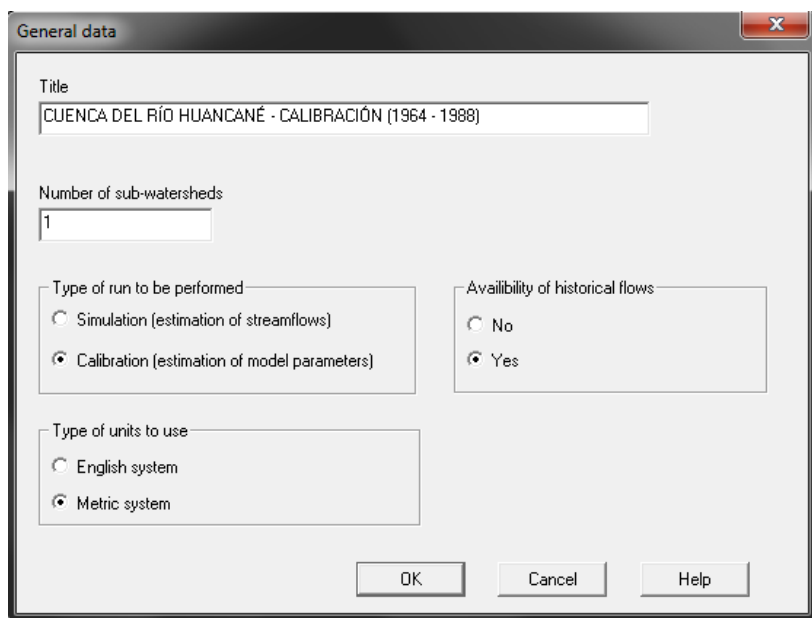 General data
Title
CUENCA DEL RÍO HUANCANÉ - CALIBRACIÓN (1964 - 1988)
Number of sub-watersheds
1
Type of run to be performed
Simulation (estimation of streamflows)
Calibration (estimation of model parameters)
Availibility of historical flows
No
Yes
Type of units to use
English system
Metric system
OK
Cancel
Help